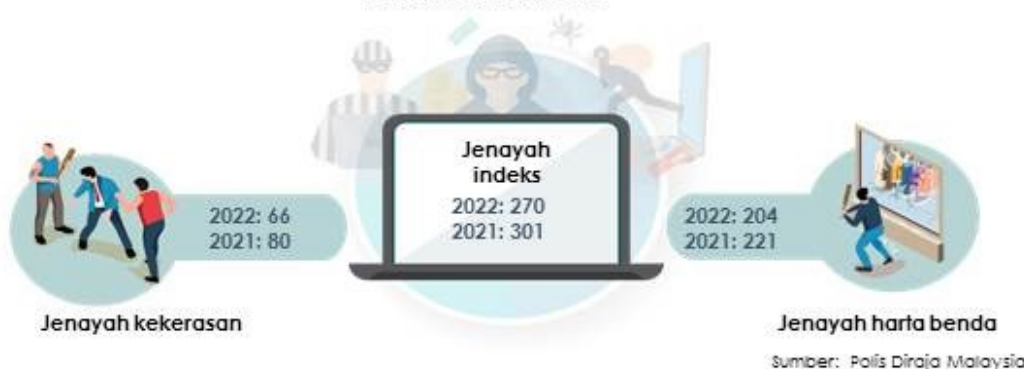 Jenayah
indeks
2022: 270
2021: 301
2022: 66
2021: 80
Jenayah kekerasan
2022: 204
2021: 221
Jenayah harta benda
Sumber: Polis Diraja Malaysia